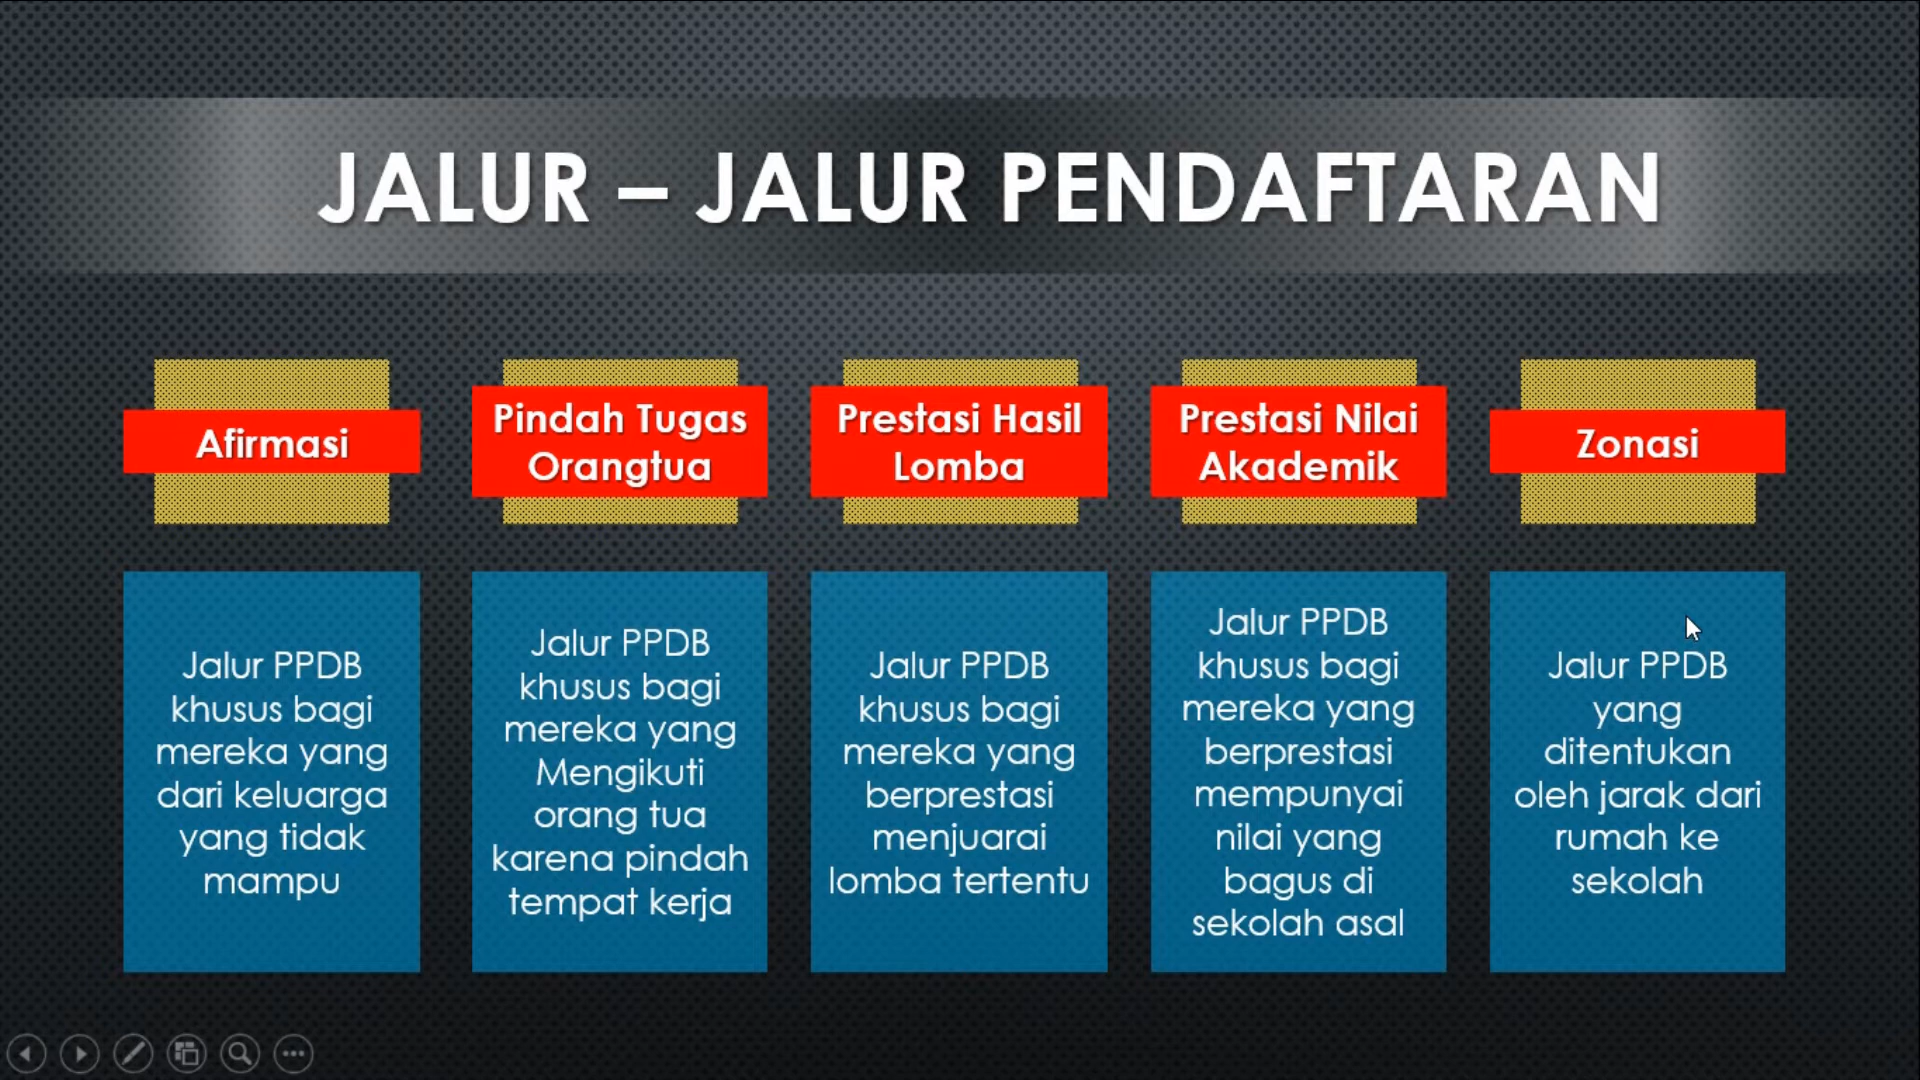 JALUR – JALUR PENDAFTARAN
Afirmasi
Jalur PPDB
khusus bagi
mereka yang
dari keluarga
yang tidak
mampu
Pindah Tugas
Orangtua
Jalur PPDB
khusus bagi
mereka yang
Mengikuti
orang tua
karena pindah
tempat kerja
Prestasi Hasil
Lomba
Jalur PPDB
khusus bagi
mereka yang
berprestasi
menjuarai
lomba tertentu
Prestasi Nilai
Akademik
Jalur PPDB
khusus bagi
mereka yang
berprestasi
mempunyai
nilai yang
bagus di
sekolah asal
Zonasi
Jalur PPDB
yang
ditentukan
oleh jarak dari
rumah ke
sekolah